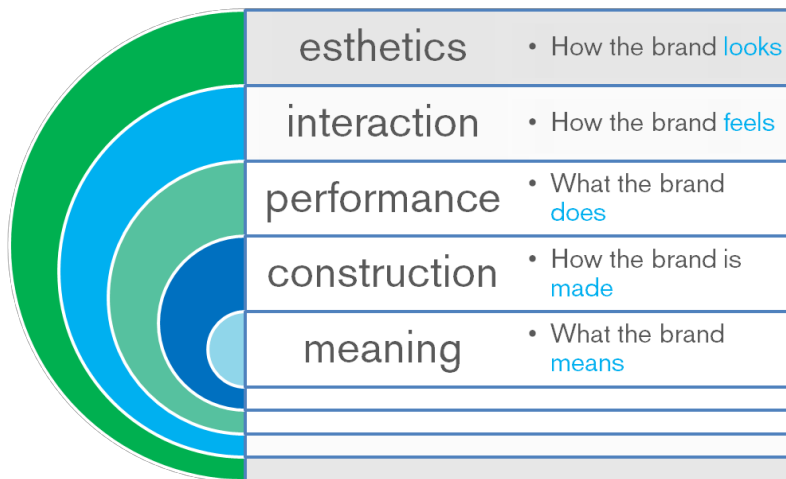 esthetics
• How the brand looks
interaction
• How the brand feels
performance
• What the brand
does
construction
• How the brand is
made
meaning
• What the brand
means